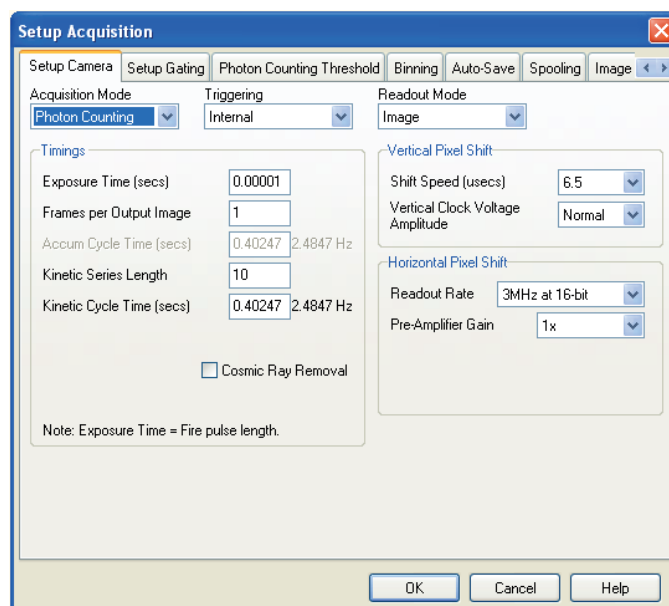 Setup Acquisition
Setup Camera Setup Gating Photon Counting Threshold Binning Auto-Save Spooling Image
Acquisition Mode Triggering Readout Mode
Photon Counting Internal Image
Timings
Exposure Time (secs) 0.00001
Frames per Output Image 1
Accum Cycle Time (secs) 0.40247 2.4847 Hz
Kinetic Series Length 10
Kinetic Cycle Time (secs) 0.40247 2.4847 Hz
Cosmic Ray Removal
Note: Exposure Time = Fire pulse length.
Vertical Pixel Shift
Shift Speed (usecs) 6.5
Vertical Clock Voltage
Amplitude Normal
Horizontal Pixel Shift
Readout Rate 3MHz at 16-bit
Pre-Amplifier Gain 1x
OK Cancel Help